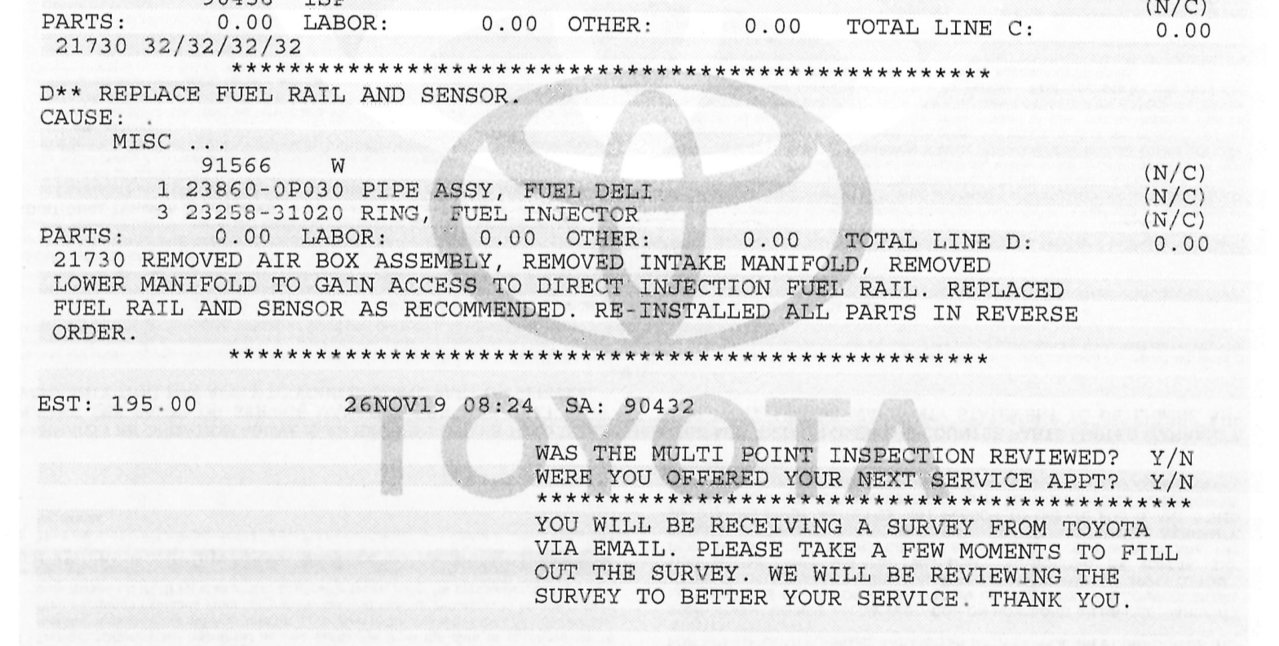 (N/C)
PARTS: 0.00 LABOR: 0.00 OTHER: 0.00 TOTAL LINE C: 0.00
21730 32/32/32/32
****************************************************
D** REPLACE FUEL RAIL AND SENSOR.
CAUSE: .
MISC ...
91566 W (N/C)
1 23860-0P030 PIPE ASSY, FUEL DELI (N/C)
3 23258-31020 RING, FUEL INJECTOR (N/C)
PARTS: 0.00 LABOR: 0.00 OTHER: 0.00 TOTAL LINE D: 0.00
21730 REMOVED AIR BOX ASSEMBLY, REMOVED INTAKE MANIFOLD, REMOVED
LOWER MANIFOLD TO GAIN ACCESS TO DIRECT INJECTION FUEL RAIL. REPLACED
FUEL RAIL AND SENSOR AS RECOMMENDED. RE-INSTALLED ALL PARTS IN REVERSE
ORDER.
****************************************************
EST: 195.00 26NOV19 08:24 SA: 90432
TOYOTA
WAS THE MULTI POINT INSPECTION REVIEWED? Y/N
WERE YOU OFFERED YOUR NEXT SERVICE APPT? Y/N
*********************************************
YOU WILL BE RECEIVING A SURVEY FROM TOYOTA
VIA EMAIL. PLEASE TAKE A FEW MOMENTS TO FILL
OUT THE SURVEY. WE WILL BE REVIEWING THE
SURVEY TO BETTER YOUR SERVICE. THANK YOU.